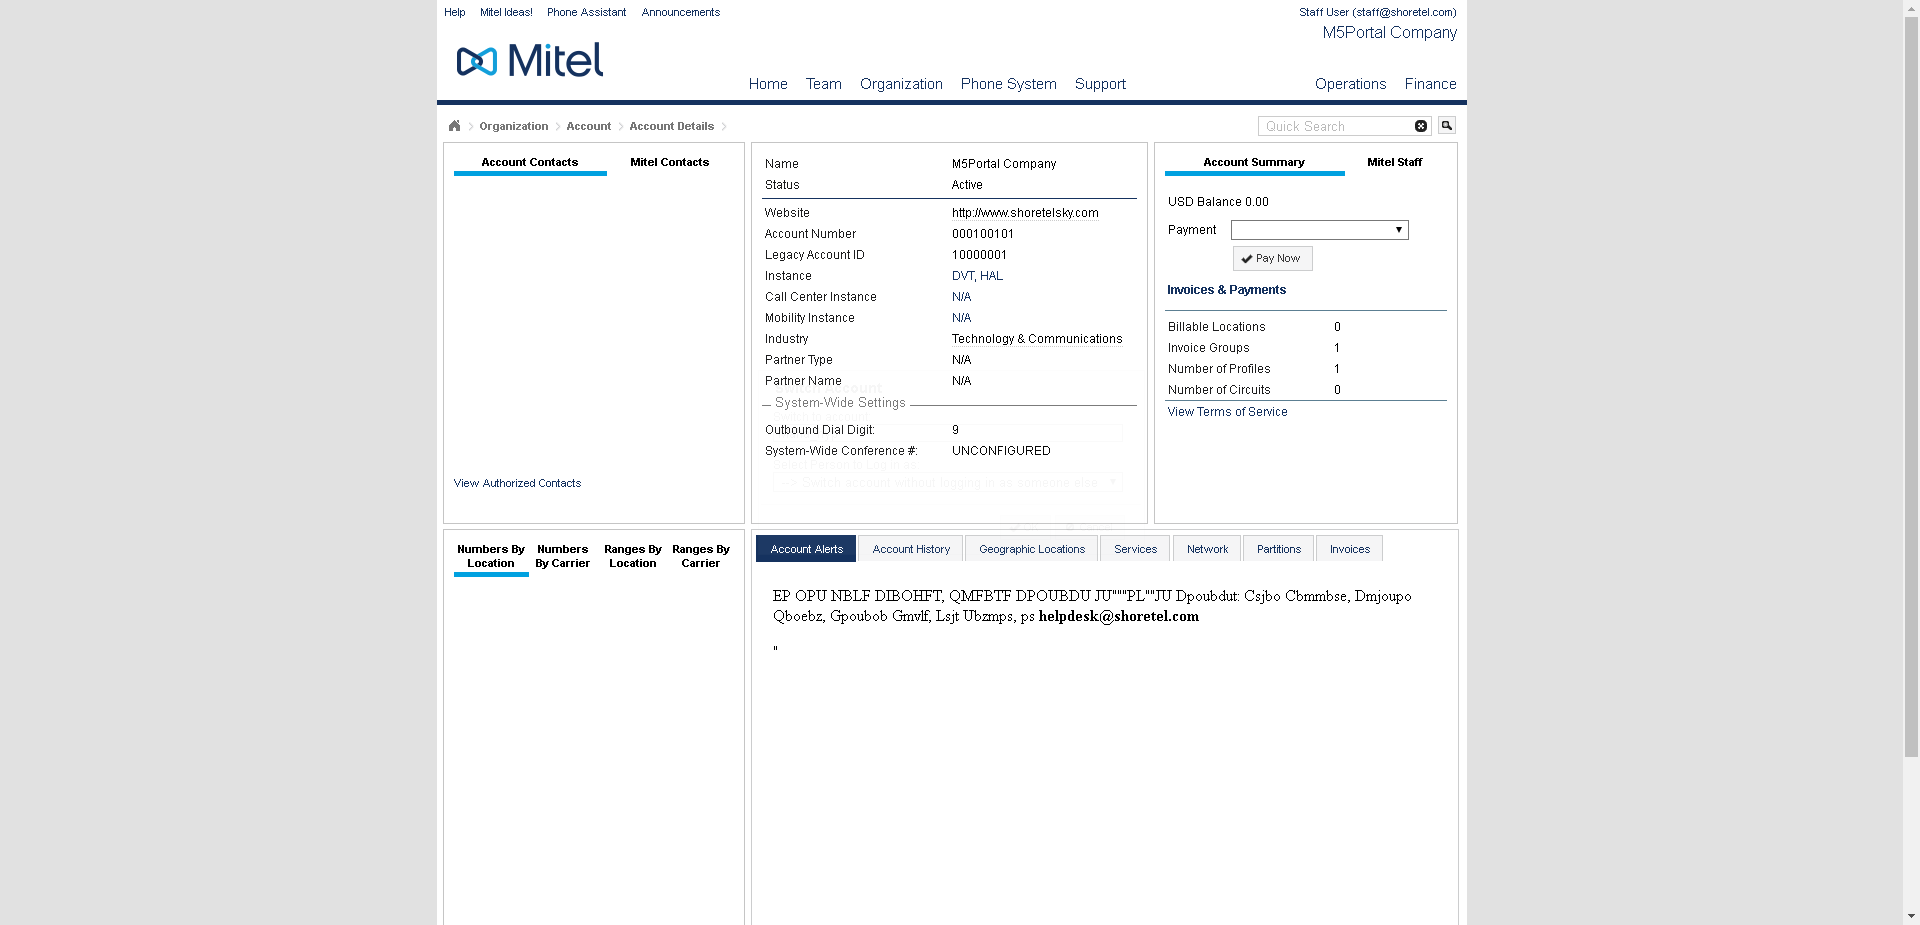 Help Mitel Ideas! Phone Assistant Announcements Staff User (staff@shoretel.com)
M5Portal Company
Mitel
Home Team Organization Phone System Support Operations Finance
Organization Account Account Details
Quick Search
Account Contacts Mitel Contacts
View Authorized Contacts
Name M5Portal Company
Status Active
Website http://www.shoretelsky.com
Account Number 000100101
Legacy Account ID 10000001
Instance DVT, HAL
Call Center Instance N/A
Mobility Instance N/A
Industry Technology & Communications
Partner Type N/A
Partner Name N/A
System-Wide Settings
Outbound Dial Digit: 9
System-Wide Conference #: UNCONFIGURED
--> Switch account without logging in as someone else
Account Summary Mitel Staff
USD Balance 0.00
Payment
Pay Now
Invoices & Payments
Billable Locations 0
Invoice Groups 1
Number of Profiles 1
Number of Circuits 0
View Terms of Service
Numbers By Location Numbers By Carrier Ranges By Location Ranges By Carrier
Account Alerts Account History Geographic Locations Services Network Partitions Invoices
EP OPU NBLF DIBOHFT, QMFBTF DPOUBDU JU"""PL""JU Dpoubdut: Csjbo Cbmmbse, Dmjoupo
Qboebz, Gpoubob Gmvlf, Lsjt Ubzmps, ps helpdesk@shoretel.com
"